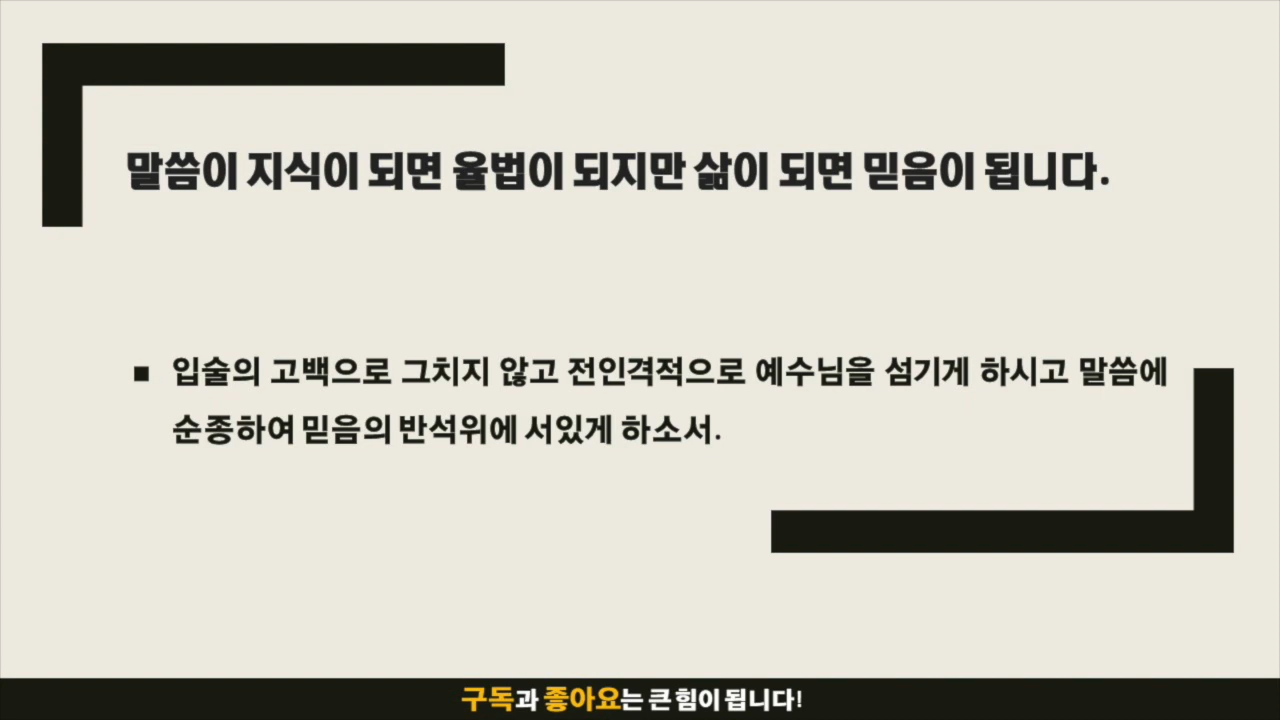 말씀이 지식이 되면 율법이 되지만 삶이 되면 믿음이 됩니다.
■ 입술의 고백으로 그치지 않고 전인격적으로 예수님을 섬기게 하시고 말씀에
순종하여 믿음의 반석위에 서있게 하소서.
구독과 좋아요는 큰 힘이 됩니다!